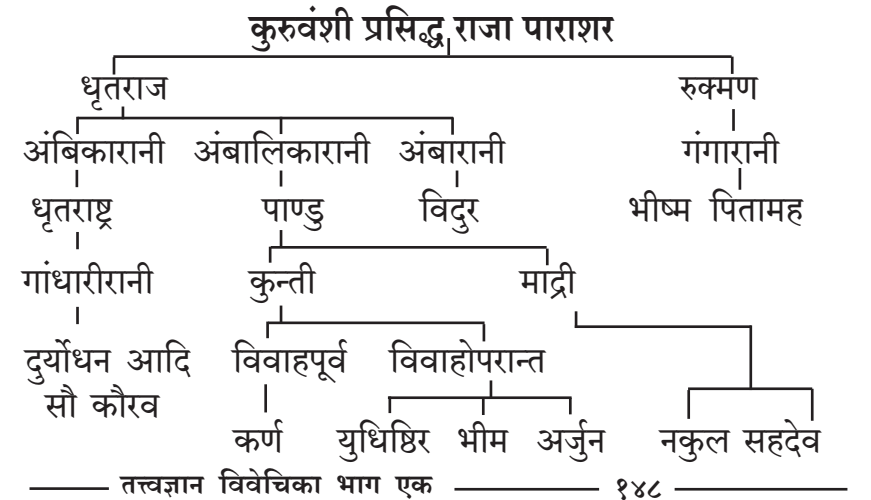 कुरुवंशी प्रसिद्ध राजा पाराशर
धृतराज रुक्मण
अंबिकारानी अंबालिकारानी अंबारानी गंगारानी
धृतराष्ट्र पाण्डु विदुर भीष्म पितामह
गांधारीरानी कुन्ती माद्री
दुर्योधन आदि विवाहपूर्व विवाहोपरान्त
सौ कौरव
कर्ण युधिष्ठिर भीम अर्जुन नकुल सहदेव
तत्त्वज्ञान विवेचिका भाग एक १४८